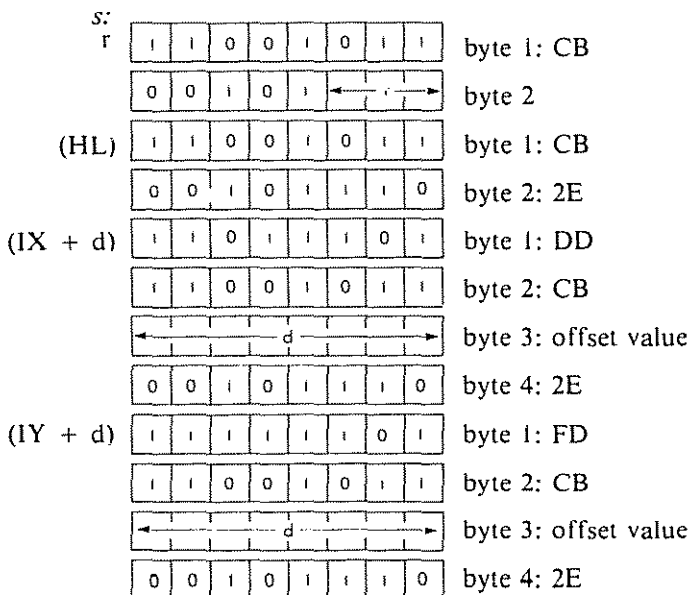 s:
r 1 1 0 0 1 0 1 1 byte 1: CB
0 0 1 0 1 r byte 2
(HL) 1 1 0 0 1 0 1 1 byte 1: CB
0 0 1 0 1 1 1 0 byte 2: 2E
(IX + d) 1 1 0 1 1 1 0 1 byte 1: DD
1 1 0 0 1 0 1 1 byte 2: CB
d byte 3: offset value
0 0 1 0 1 1 1 0 byte 4: 2E
(IY + d) 1 1 1 1 1 1 0 1 byte 1: FD
1 1 0 0 1 0 1 1 byte 2: CB
d byte 3: offset value
0 0 1 0 1 1 1 0 byte 4: 2E